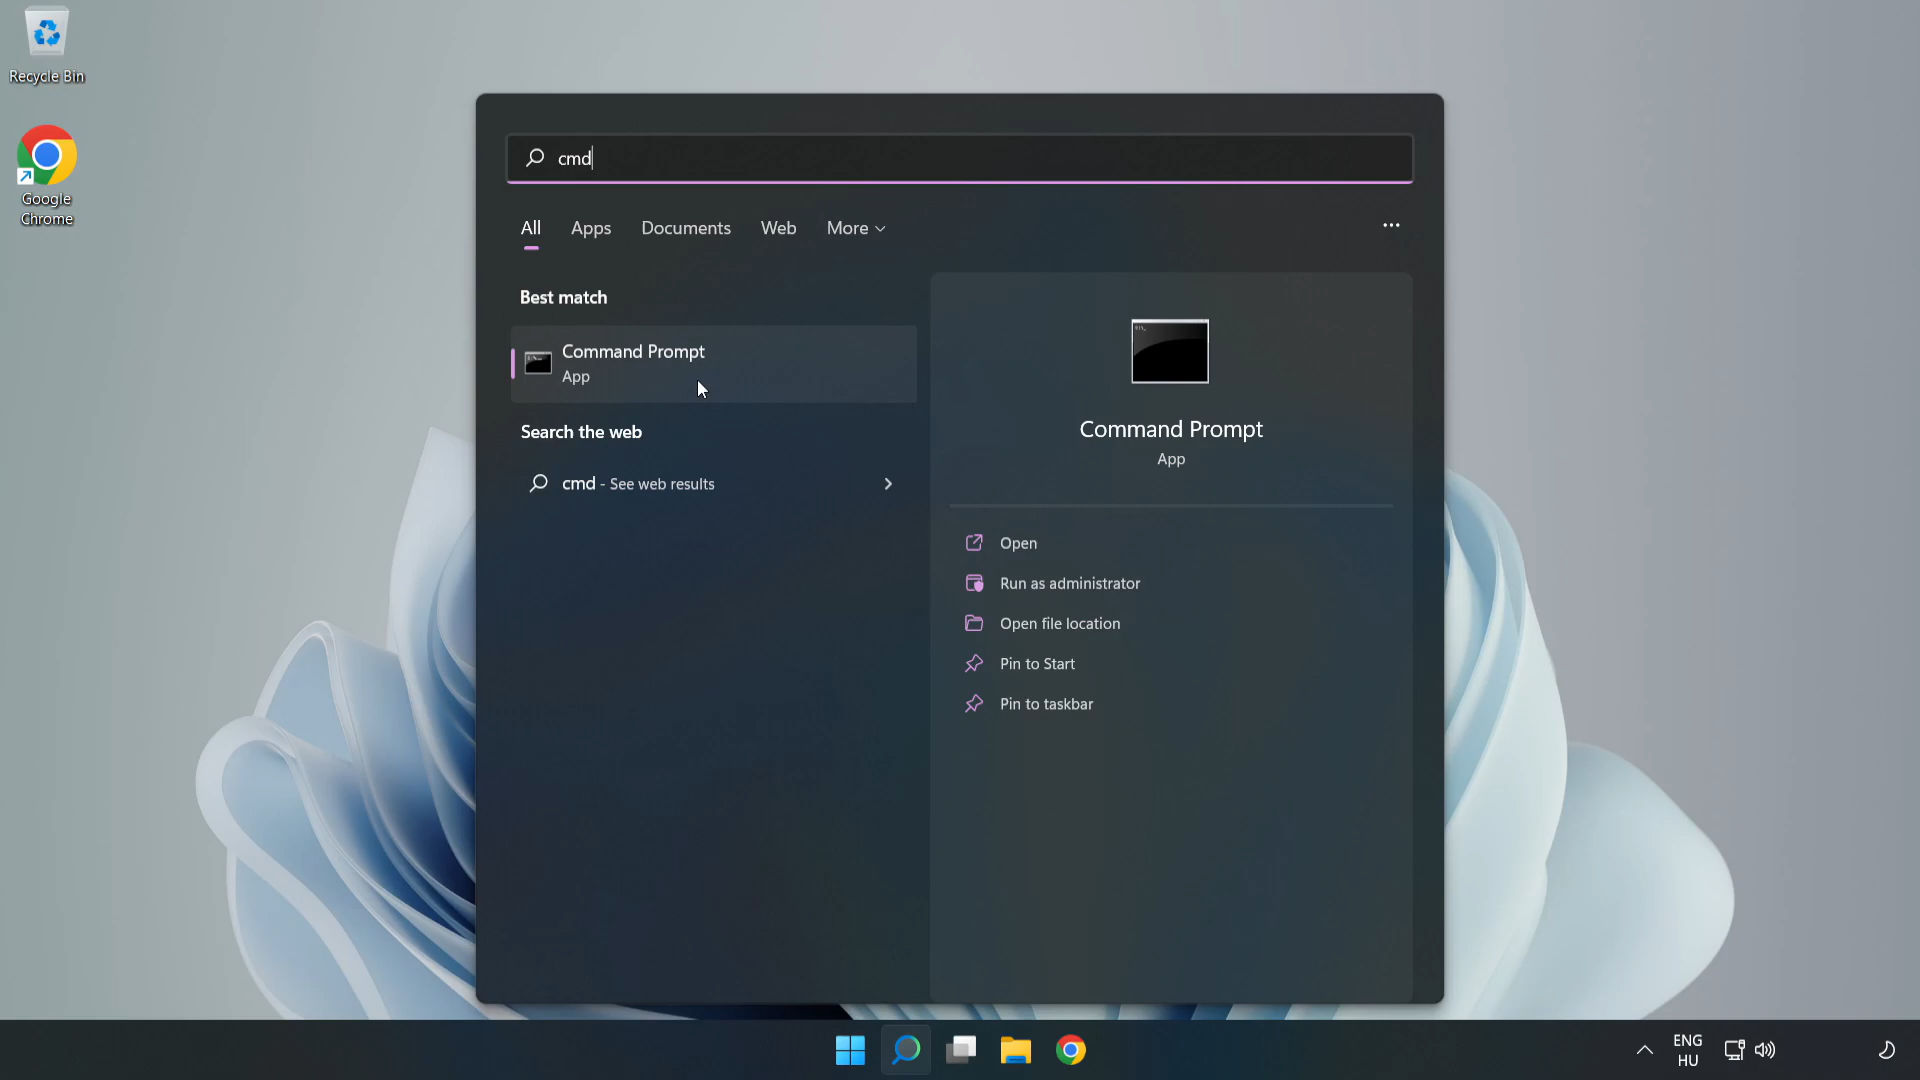 Recycle Bin
Google
Chrome
cmd
All Apps Documents Web More
Best match
Command Prompt
App
Search the web
cmd - See web results
Command Prompt
App
Open
Run as administrator
Open file location
Pin to Start
Pin to taskbar
ENG
HU